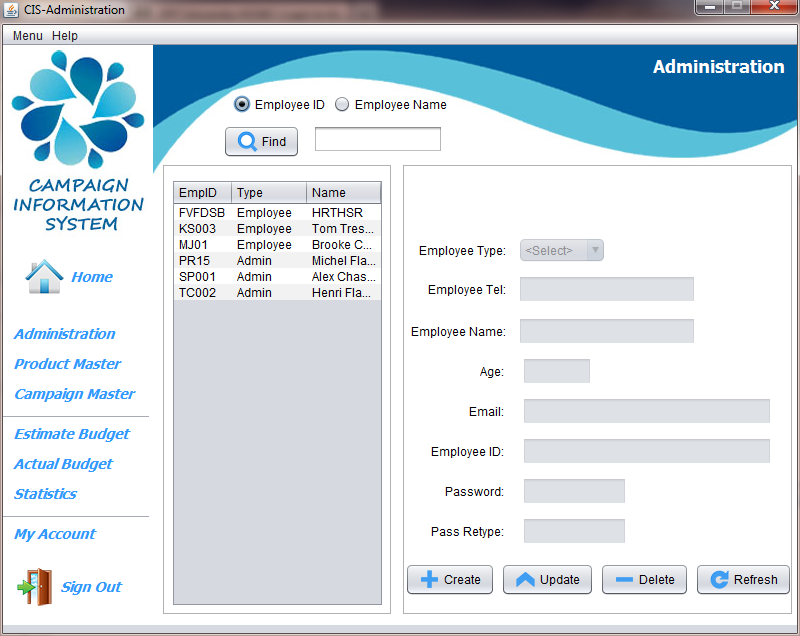 CIS-Administration
Menu Help
CAMPAIGN
INFORMATION
SYSTEM
Home
Administration
Product Master
Campaign Master
Estimate Budget
Actual Budget
Statistics
My Account
Sign Out
Administration
Employee ID Employee Name
Find
EmpID Type Name
FVFDSB Employee HRTHSR
KS003 Employee Tom Tres...
MJ01 Employee Brooke C...
PR15 Admin Michel Fla...
SP001 Admin Alex Chas...
TC002 Admin Henri Fla...
Employee Type: <Select>
Employee Tel:
Employee Name:
Age:
Email:
Employee ID:
Password:
Pass Retype:
Create Update Delete Refresh